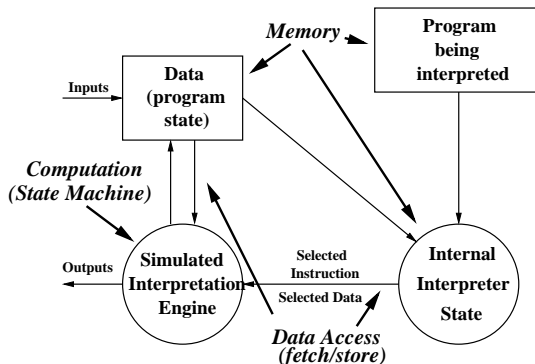 Memory
Program
being
interpreted
Data
(program
state)
Inputs
Computation
(State Machine)
Outputs
Simulated
Interpretation
Engine
Selected
Instruction
Selected Data
Internal
Interpreter
State
Data Access
(fetch/store)